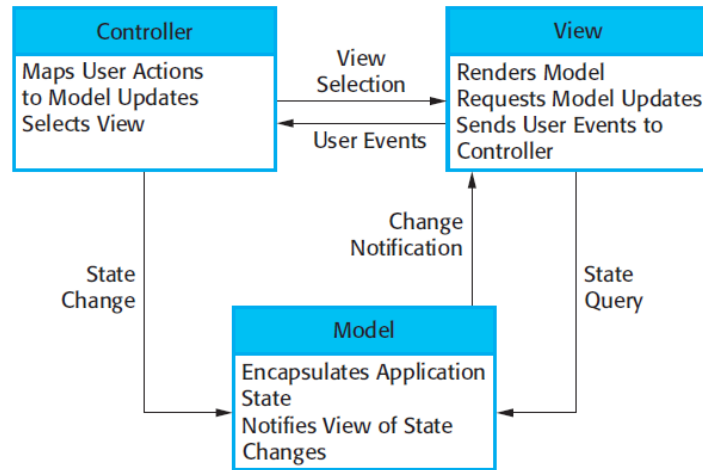 Controller
Maps User Actions
to Model Updates
Selects View
View
Selection
User Events
View
Renders Model
Requests Model Updates
Sends User Events to
Controller
State
Change
Change
Notification
State
Query
Model
Encapsulates Application
State
Notifies View of State
Changes